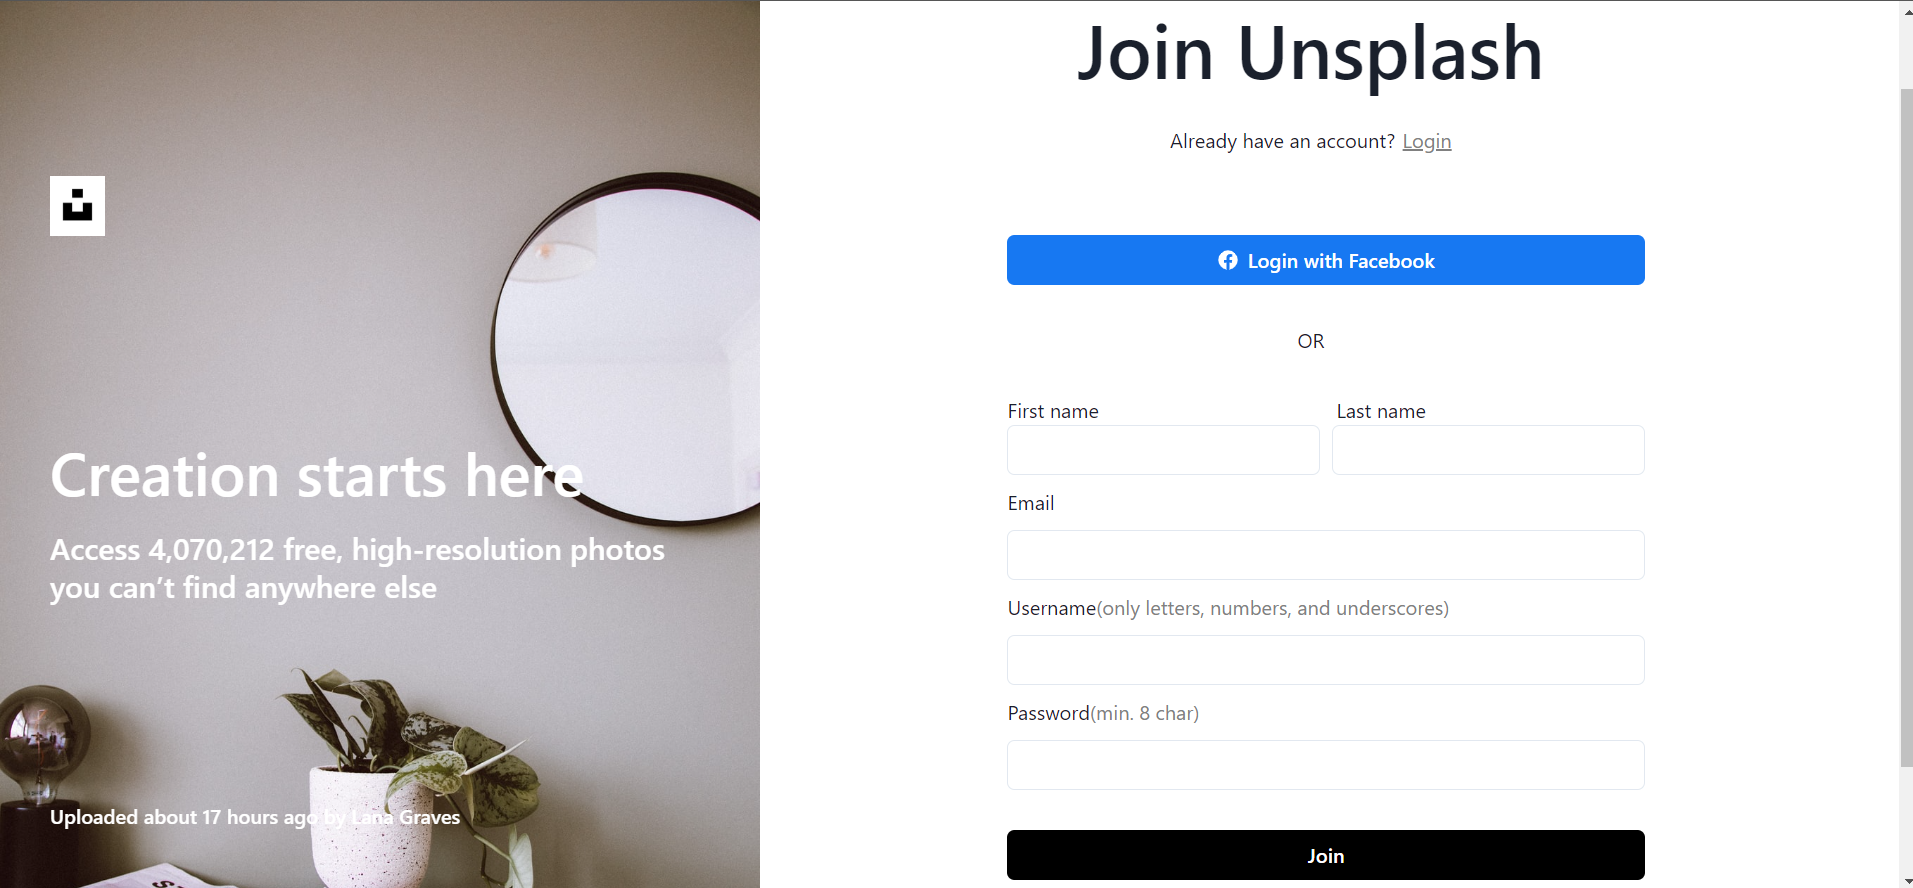 Creation starts here
Access 4,070,212 free, high-resolution photos
you can’t find anywhere else
Uploaded about 17 hours ago by Lana Graves
Join Unsplash
Already have an account? Login
Login with Facebook
OR
First name Last name
Email
Username(only letters, numbers, and underscores)
Password(min. 8 char)
Join